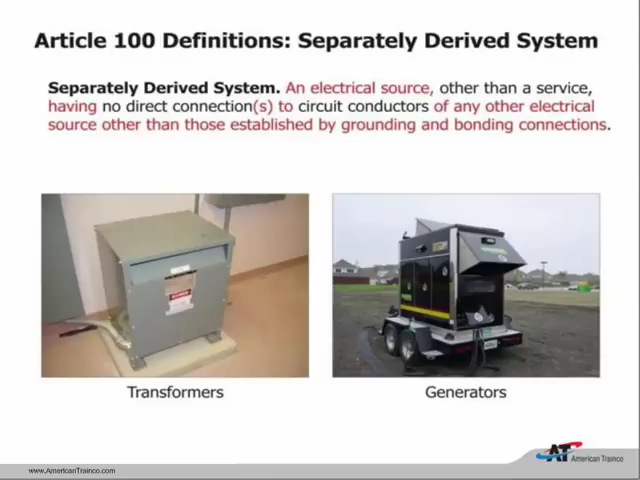 Article 100 Definitions: Separately Derived System
Separately Derived System. An electrical source, other than a service,
having no direct connection(s) to circuit conductors of any other electrical
source other than those established by grounding and bonding connections.
Transformers
Generators
www.AmericanTrainco.com
AT American Trainco